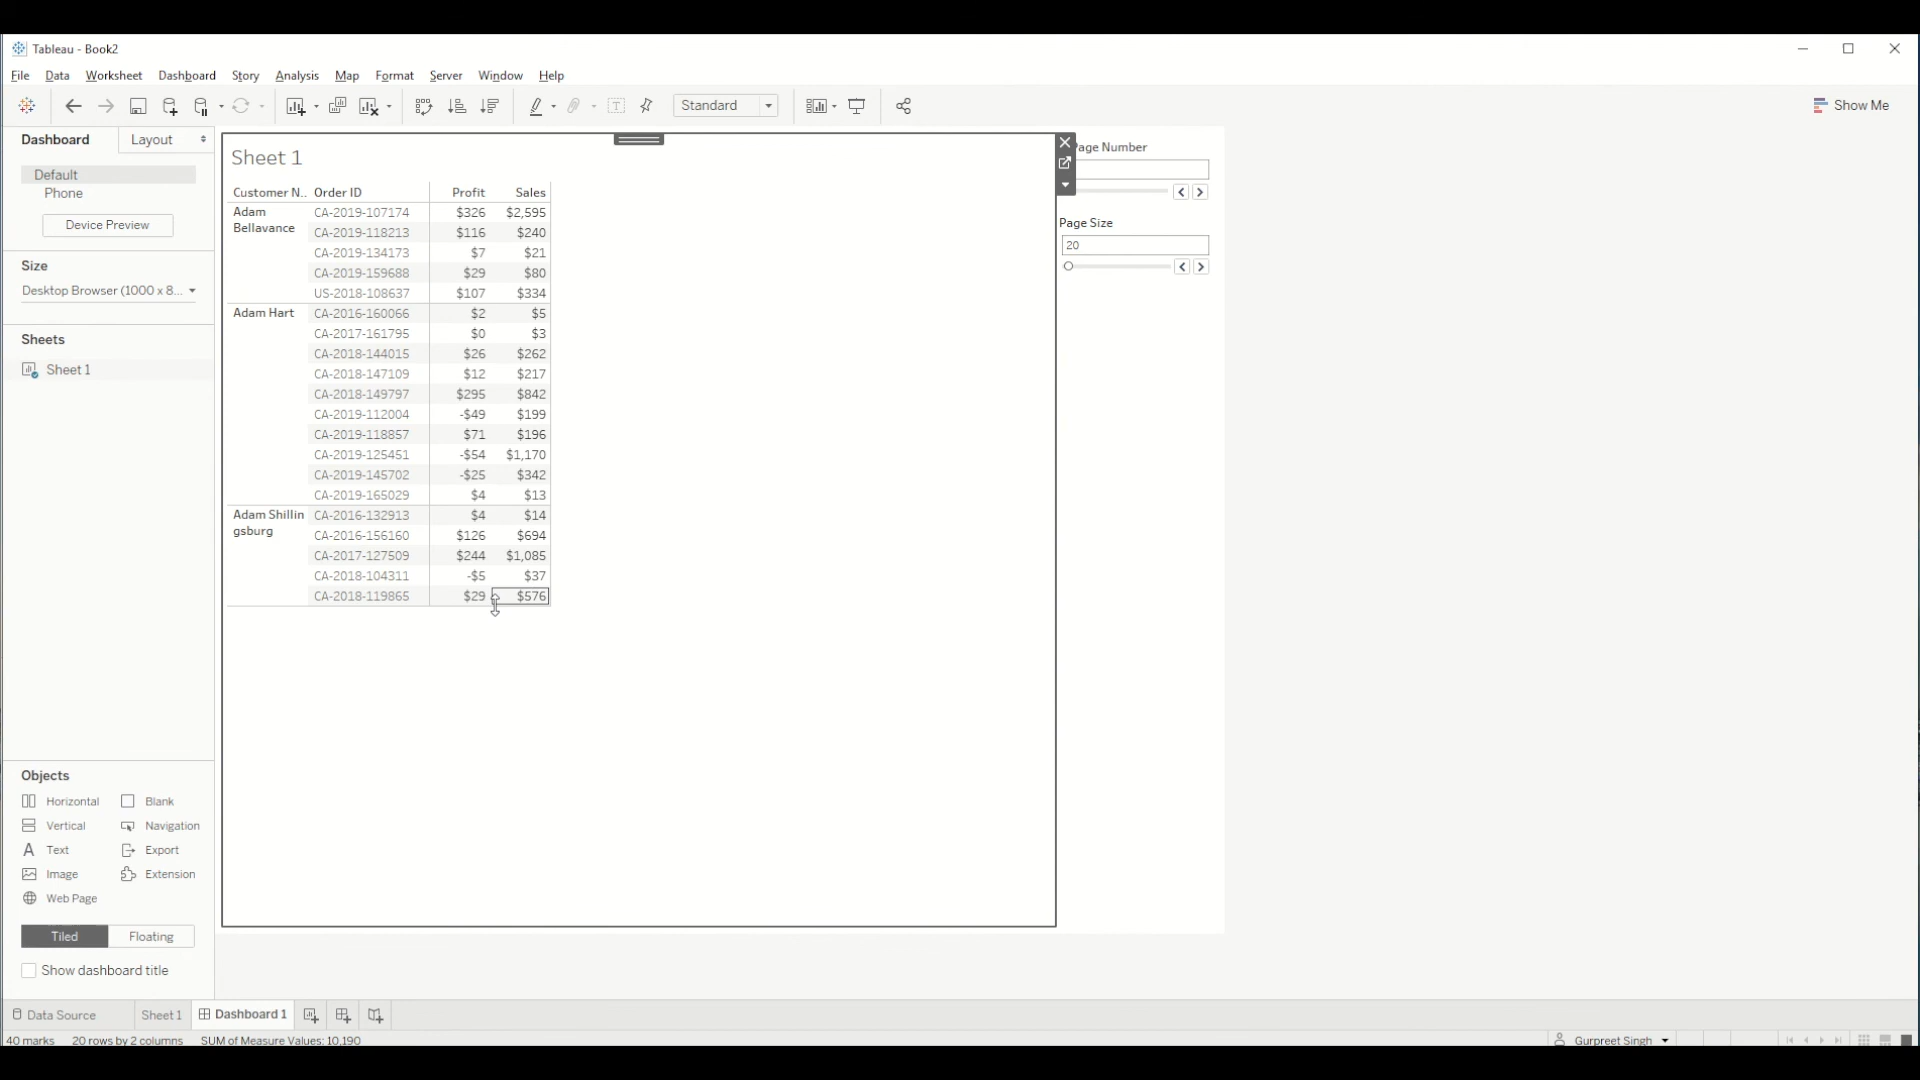 Tableau - Book2
File Data Worksheet Dashboard Story Analysis Map Format Server Window Help
Standard
Show Me
Dashboard Layout
Default
Phone
Device Preview
Size
Desktop Browser (1000 x 8...
Sheets
Sheet 1
Objects
Horizontal Blank
Vertical Navigation
Text Export
Image Extension
Web Page
Tiled Floating
Show dashboard title
Sheet 1
Customer N.. Order ID Profit Sales
Adam Bellavance CA-2019-107174 $326 $2,595
CA-2019-118213 $116 $240
CA-2019-134173 $7 $21
CA-2019-159688 $29 $80
US-2018-108637 $107 $334
Adam Hart CA-2016-160066 $2 $5
CA-2017-161795 $0 $3
CA-2018-144015 $26 $262
CA-2018-147109 $12 $217
CA-2018-149797 $295 $842
CA-2019-112004 -$49 $199
CA-2019-118857 $71 $196
CA-2019-125451 -$54 $1,170
CA-2019-145702 -$25 $342
CA-2019-165029 $4 $13
Adam Shillin gsburg CA-2016-132913 $4 $14
CA-2016-156160 $126 $694
CA-2017-127509 $244 $1,085
CA-2018-104311 -$5 $37
CA-2018-119865 $29 $576
age Number
Page Size
20
Data Source Sheet 1 Dashboard 1
40 marks 20 rows by 2 columns SUM of Measure Values: 10,190
Gurpreet Singh